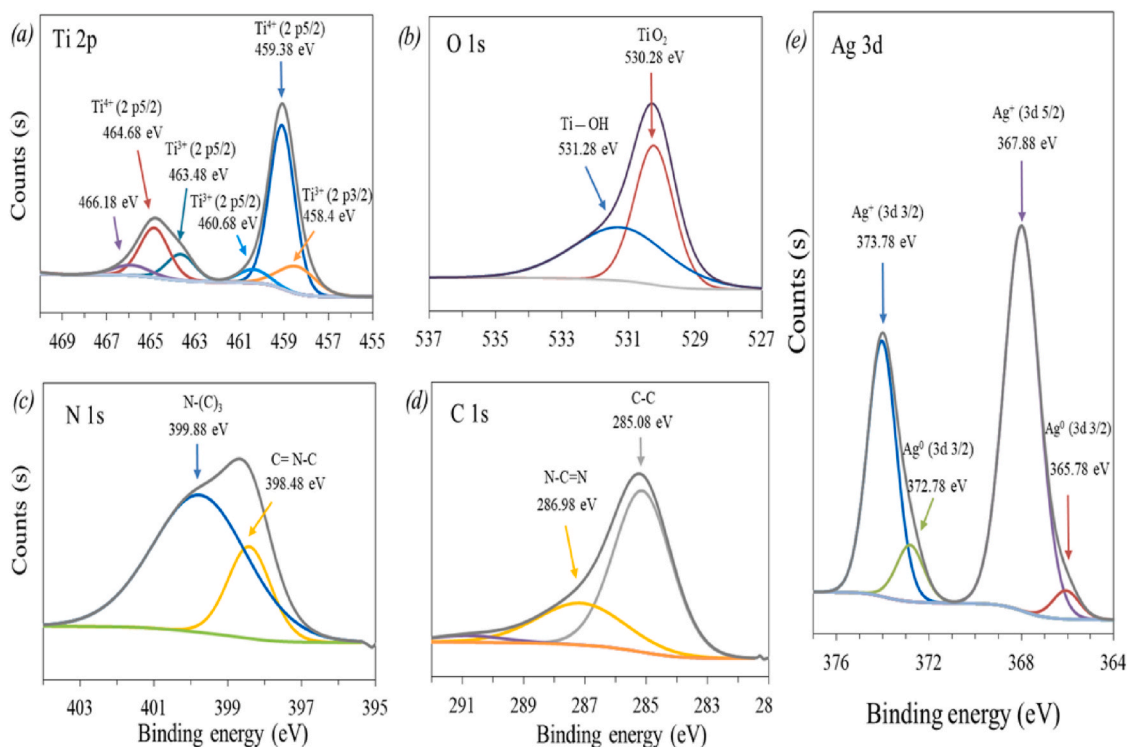 (a) Ti 2p
Ti⁴⁺ (2 p5/2)
459.38 eV
Ti⁴⁺ (2 p5/2)
464.68 eV
Ti³⁺ (2 p5/2)
463.48 eV
466.18 eV
Ti³⁺ (2 p5/2)
460.68 eV
Ti³⁺ (2 p3/2)
458.4 eV
Counts (s)
469 467 465 463 461 459 457 455
(b) O 1s
TiO₂
530.28 eV
Ti—OH
531.28 eV
537 535 533 531 529 527
(c) N 1s
N-(C)₃
399.88 eV
C= N-C
398.48 eV
Counts (s)
403 401 399 397 395
Binding energy (eV)
(d) C 1s
C-C
285.08 eV
N-C=N
286.98 eV
291 289 287 285 283 28
Binding energy (eV)
(e) Ag 3d
Ag⁺ (3d 5/2)
367.88 eV
Ag⁺ (3d 3/2)
373.78 eV
Ag⁰ (3d 3/2)
372.78 eV
Ag⁰ (3d 3/2)
365.78 eV
Counts (s)
376 372 368 364
Binding energy (eV)